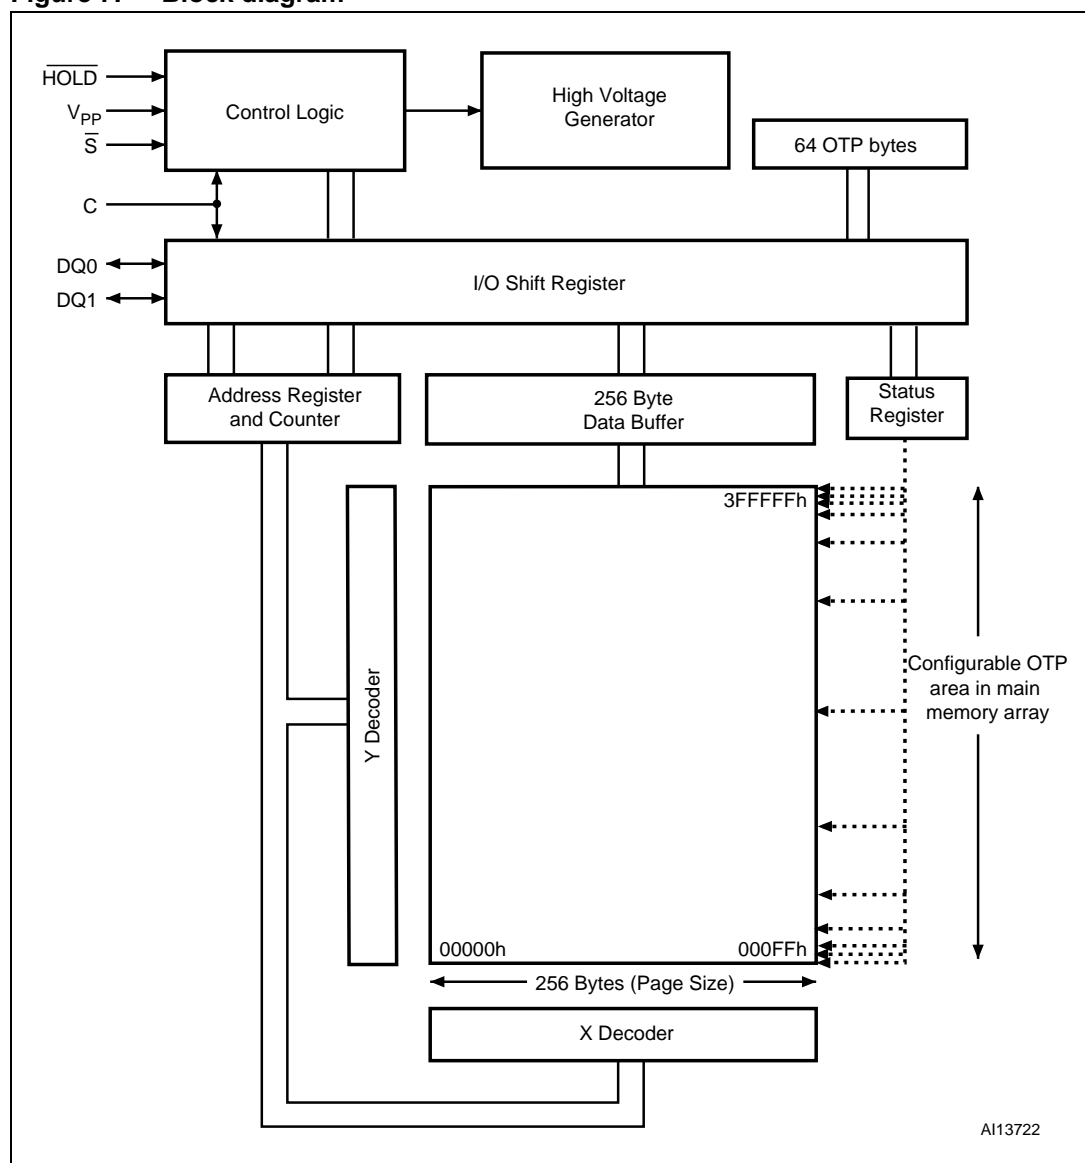 Block diagram
HOLD
VPP
S
C
DQ0
DQ1
Control Logic
High Voltage
Generator
64 OTP bytes
I/O Shift Register
Address Register
and Counter
256 Byte
Data Buffer
Status
Register
3FFFFFh
Y Decoder
Configurable OTP
area in main
memory array
00000h
000FFh
256 Bytes (Page Size)
X Decoder
AI13722